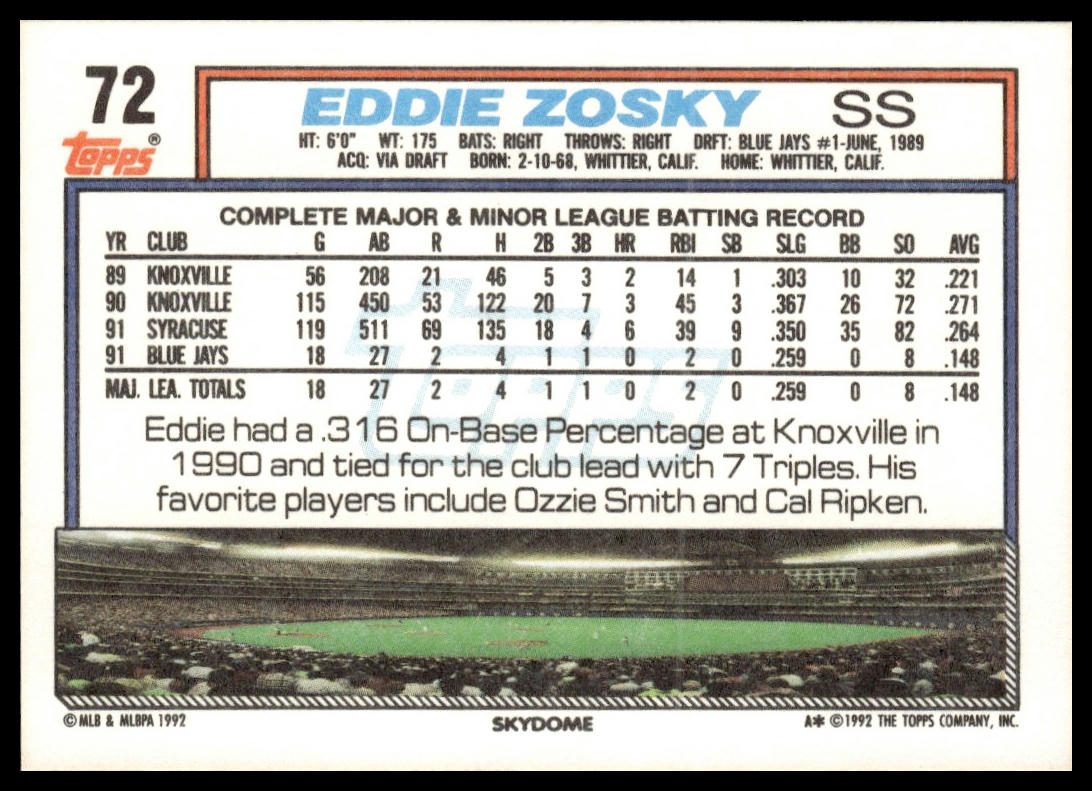 72
topps®
EDDIE ZOSKY SS
HT: 6'0" WT: 175 BATS: RIGHT THROWS: RIGHT DRFT: BLUE JAYS #1-JUNE, 1989
ACQ: VIA DRAFT BORN: 2-10-68, WHITTIER, CALIF. HOME: WHITTIER, CALIF.
COMPLETE MAJOR & MINOR LEAGUE BATTING RECORD
YR CLUB G AB R H 2B 3B HR RBI SB SLG BB SO AVG
89 KNOXVILLE 56 208 21 46 5 3 2 14 1 .303 10 32 .221
90 KNOXVILLE 115 450 53 122 20 7 3 45 3 .367 26 72 .271
91 SYRACUSE 119 511 69 135 18 4 6 39 9 .350 35 82 .264
91 BLUE JAYS 18 27 2 4 1 1 0 2 0 .259 0 8 .148
MAJ. LEA. TOTALS 18 27 2 4 1 1 0 2 0 .259 0 8 .148
topps
Eddie had a .316 On-Base Percentage at Knoxville in
1990 and tied for the club lead with 7 Triples. His
favorite players include Ozzie Smith and Cal Ripken.
© MLB & MLBPA 1992 SKYDOME A* © 1992 THE TOPPS COMPANY, INC.